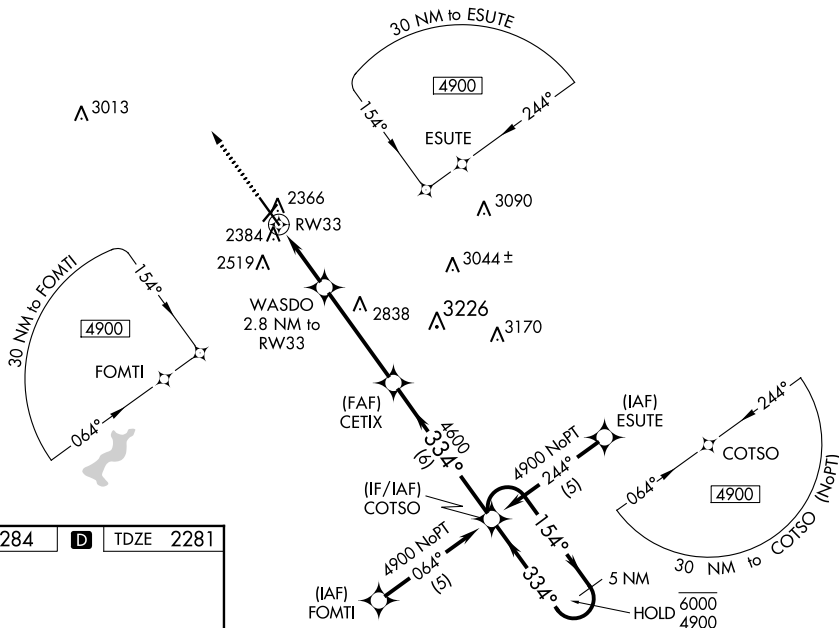 30 NM to ESUTE
4900
154°
244°
ESUTE
3013
2366
RW33
2384
2519
3090
3044 ±
WASDO
2.8 NM to
RW33
2838
3226
3170
30 NM to FOMTI
154°
4900
FOMTI
064°
(FAF)
CETIX
4600
334°
(6)
(IAF)
ESUTE
4900 NoPT
244°
(5)
(IF/IAF)
COTSO
244°
COTSO
064°
4900
30 NM to COTSO (NoPT)
4900 NoPT
064°
(5)
(IAF)
FOMTI
154°
334°
5 NM
HOLD
6000
4900
284
D
TDZE 2281